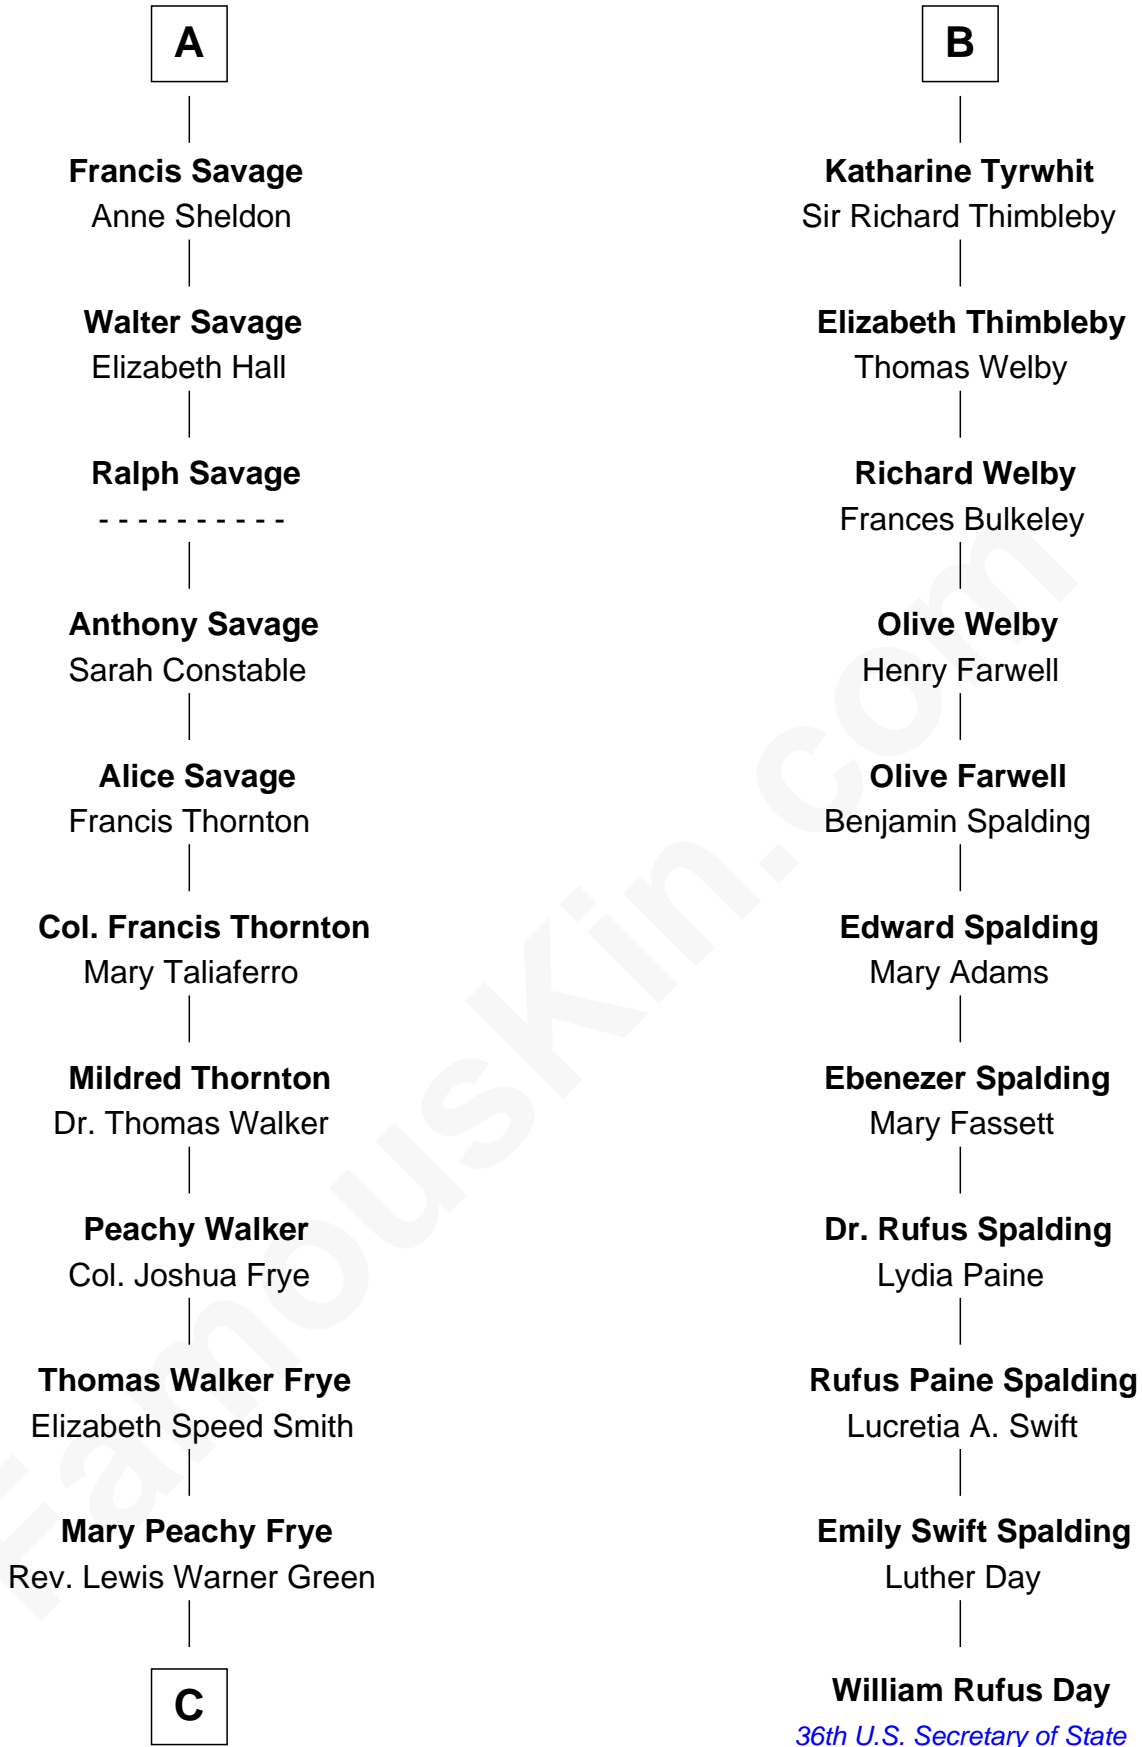 A
Francis Savage
Anne Sheldon
Walter Savage
Elizabeth Hall
Ralph Savage
- - - - - - - - - -
Anthony Savage
Sarah Constable
Alice Savage
Francis Thornton
Col. Francis Thornton
Mary Taliaferro
Mildred Thornton
Dr. Thomas Walker
Peachy Walker
Col. Joshua Frye
Thomas Walker Frye
Elizabeth Speed Smith
Mary Peachy Frye
Rev. Lewis Warner Green
C
B
Katharine Tyrwhit
Sir Richard Thimbleby
Elizabeth Thimbleby
Thomas Welby
Richard Welby
Frances Bulkeley
Olive Welby
Henry Farwell
Olive Farwell
Benjamin Spalding
Edward Spalding
Mary Adams
Ebenezer Spalding
Mary Fassett
Dr. Rufus Spalding
Lydia Paine
Rufus Paine Spalding
Lucretia A. Swift
Emily Swift Spalding
Luther Day
William Rufus Day
36th U.S. Secretary of State
FamousKin.com